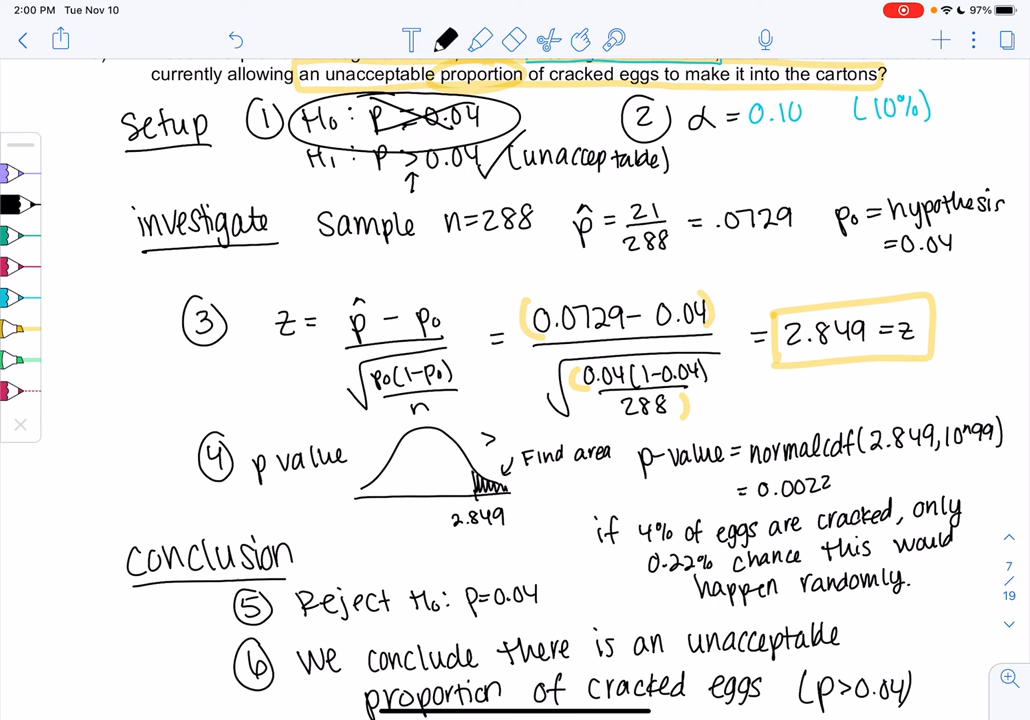 2:00 PM Tue Nov 10
97%
currently allowing an unacceptable proportion of cracked eggs to make it into the cartons?
Setup ① H₀: p = 0.04 ② α = 0.10 (10%)
H₁: p > 0.04 ✓ (unacceptable)
↑
investigate Sample n=288 p̂ = 21/288 = .0729 p₀ = hypothesis
= 0.04
③ z = (p̂ - p₀)/√(p₀(1-p₀)/n) = (0.0729 - 0.04)/√(0.04(1-0.04)/288) = 2.849 = z
④ p value > Find area p-value = normalcdf(2.849, 10^99)
= 0.0022
2.849
if 4% of eggs are cracked, only
0.22% chance this would
happen randomly.
Conclusion
⑤ Reject H₀: p=0.04
⑥ We conclude there is an unacceptable
proportion of cracked eggs (p>0.04)
7
/
19